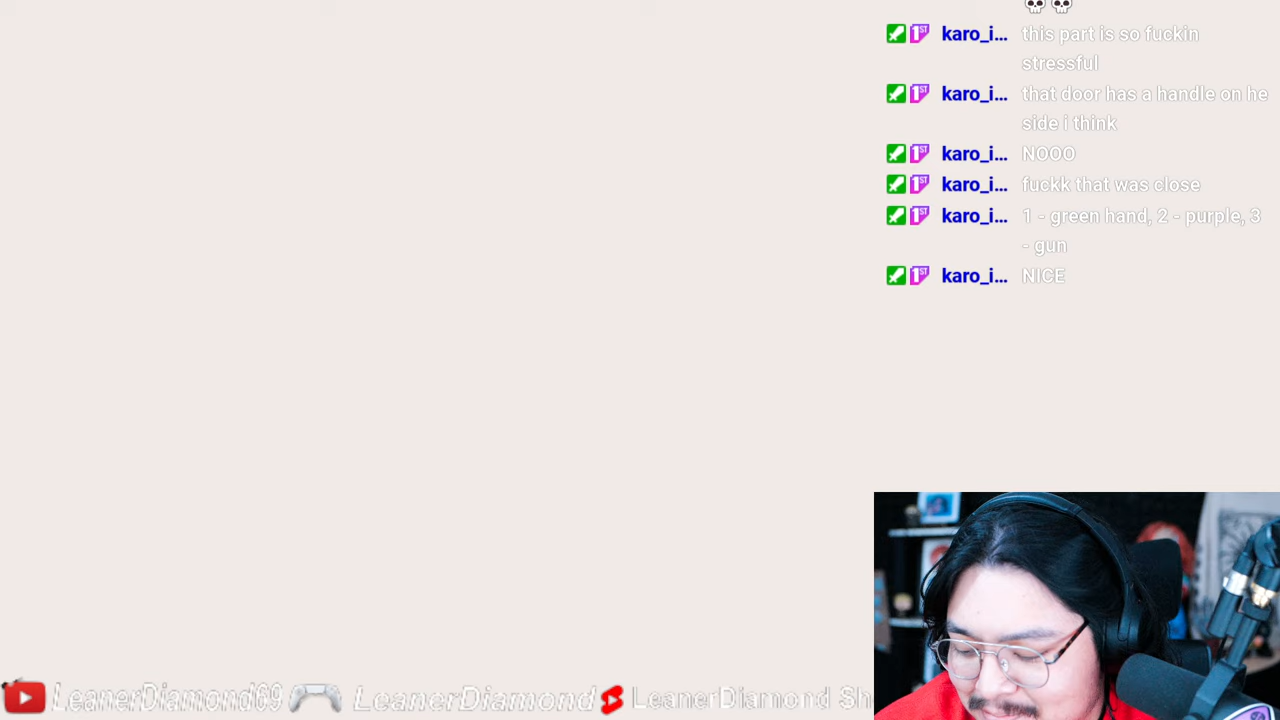 karo_i... this part is so fuckin
stressful
karo_i... that door has a handle on he
side i think
karo_i... NOOO
karo_i... fuckk that was close
karo_i... 1 - green hand, 2 - purple, 3
- gun
karo_i... NICE
LeanerDiamond69 LeanerDiamond LeanerDiamond Sh